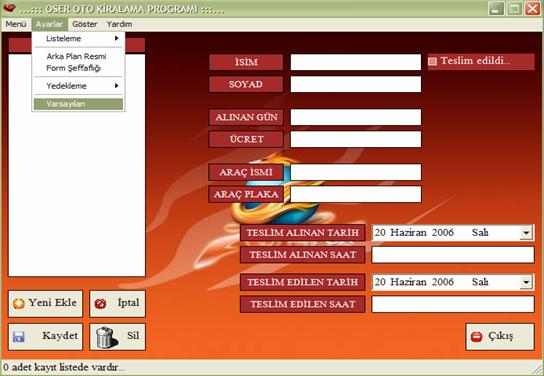 ...::: OSER OTO KİRALAMA PROGRAMI :::...
Menü Ayarlar Göster Yardım
Listeleme
Arka Plan Resmi
Form Şeffaflığı
Yedekleme
Varsayılan
İSİM
Teslim edildi..
SOYAD
ALINAN GÜN
ÜCRET
ARAÇ İSMİ
ARAÇ PLAKA
TESLİM ALINAN TARİH 20 Haziran 2006 Salı
TESLİM ALINAN SAAT
TESLİM EDİLEN TARİH 20 Haziran 2006 Salı
TESLİM EDİLEN SAAT
Yeni Ekle İptal
Kaydet Sil Çıkış
0 adet kayıt listede vardır..